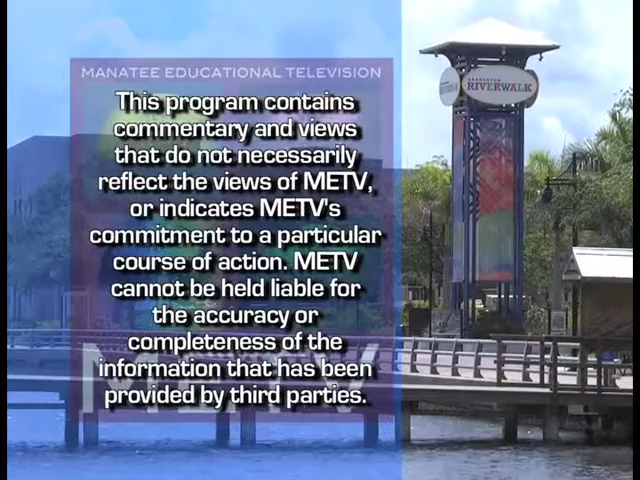 MANATEE EDUCATIONAL TELEVISION
This program contains
commentary and views
that do not necessarily
reflect the views of METV,
or indicates METV's
commitment to a particular
course of action. METV
cannot be held liable for
the accuracy or
completeness of the
information that has been
provided by third parties.
METV
BRADENTON
RIVERWALK